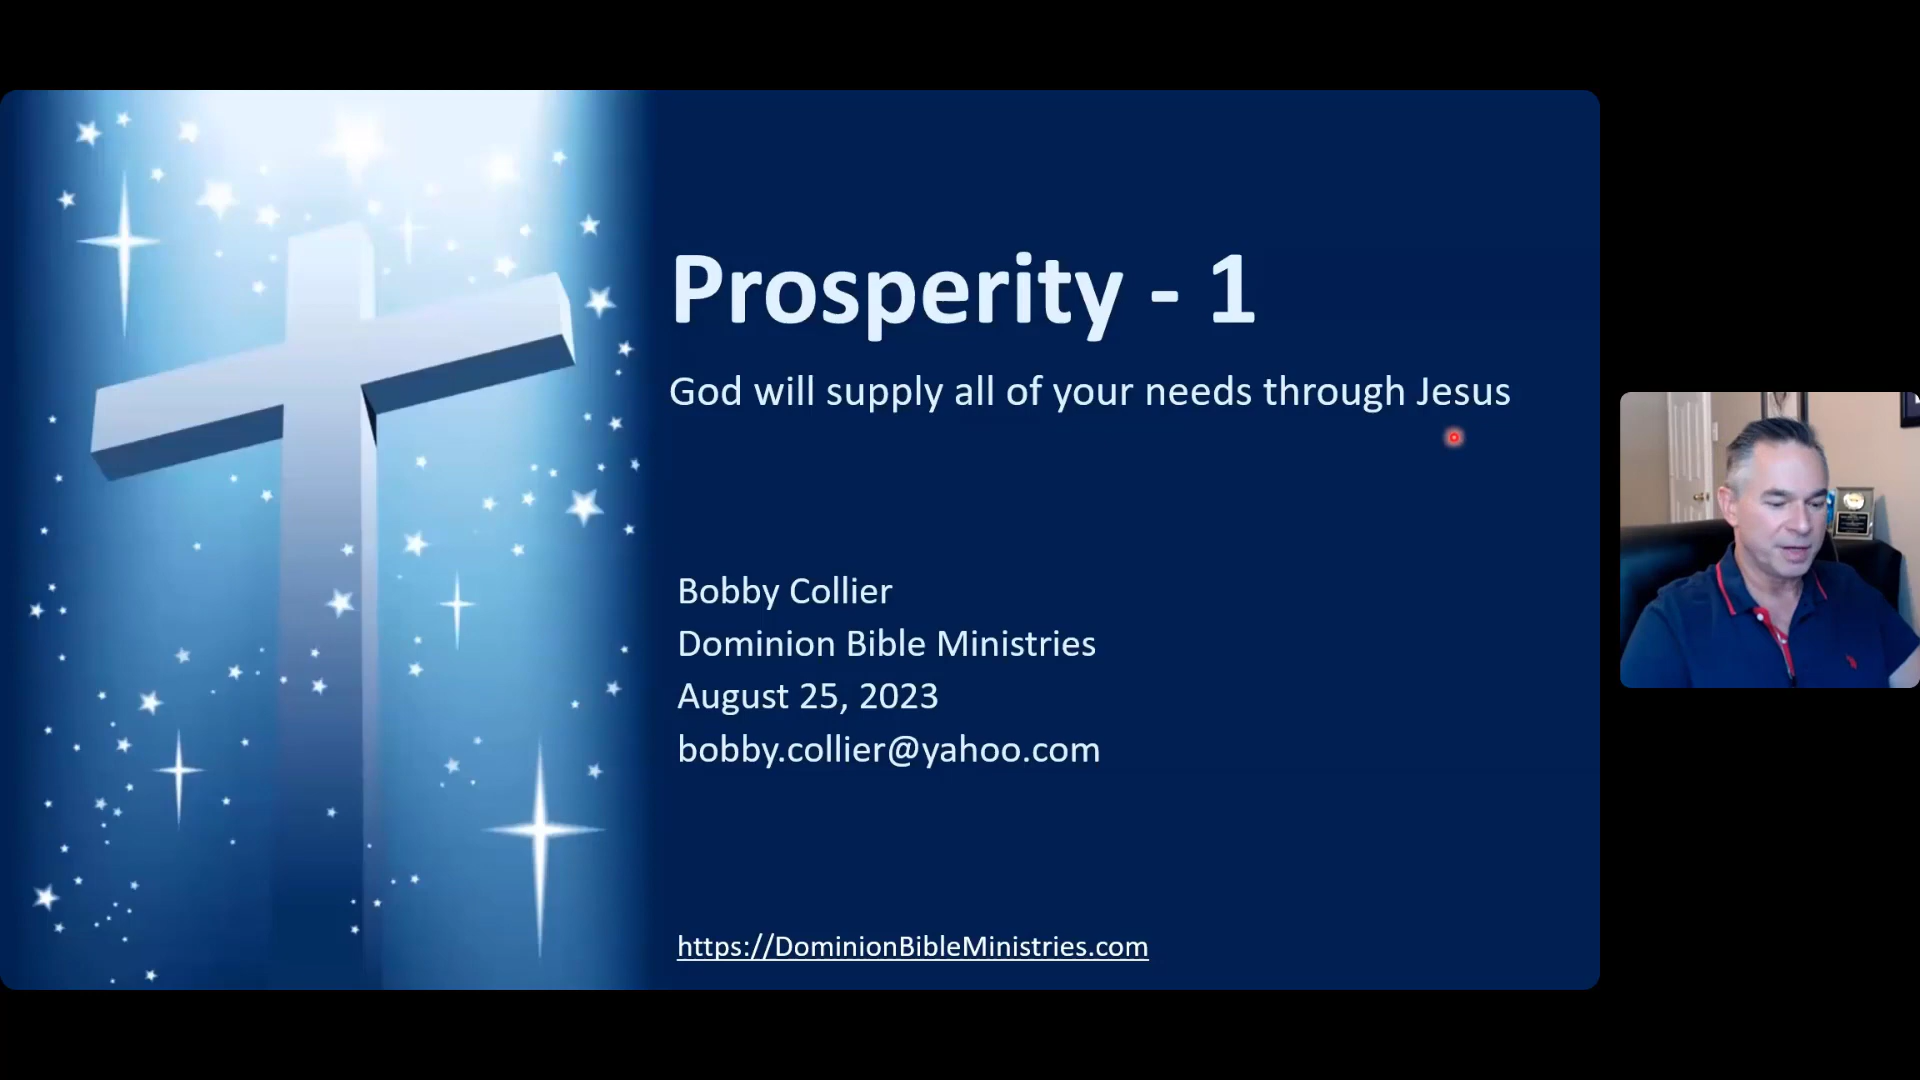 Prosperity - 1
God will supply all of your needs through Jesus
Bobby Collier
Dominion Bible Ministries
August 25, 2023
bobby.collier@yahoo.com
https://DominionBibleMinistries.com